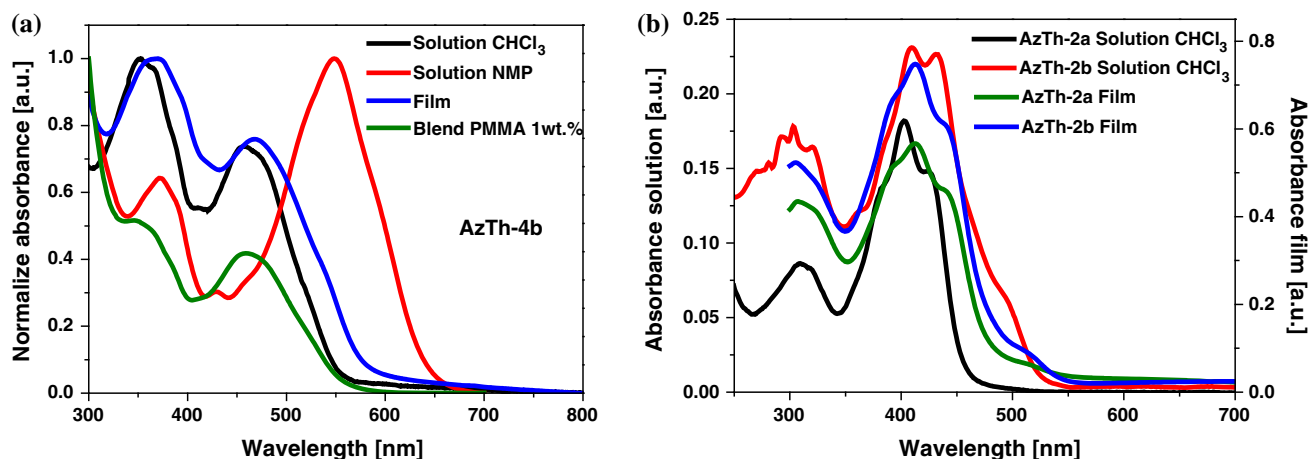 (a)
Normalize absorbance [a.u.]
1.0
0.8
0.6
0.4
0.2
0.0
Solution CHCl₃
Solution NMP
Film
Blend PMMA 1wt.%
AzTh-4b
300 400 500 600 700 800
Wavelength [nm]
(b)
Absorbance solution [a.u.]
0.25
0.20
0.15
0.10
0.05
0.00
AzTh-2a Solution CHCl₃
AzTh-2b Solution CHCl₃
AzTh-2a Film
AzTh-2b Film
0.8
0.6
0.4
0.2
0.0
Absorbance film [a.u.]
300 400 500 600 700
Wavelength [nm]